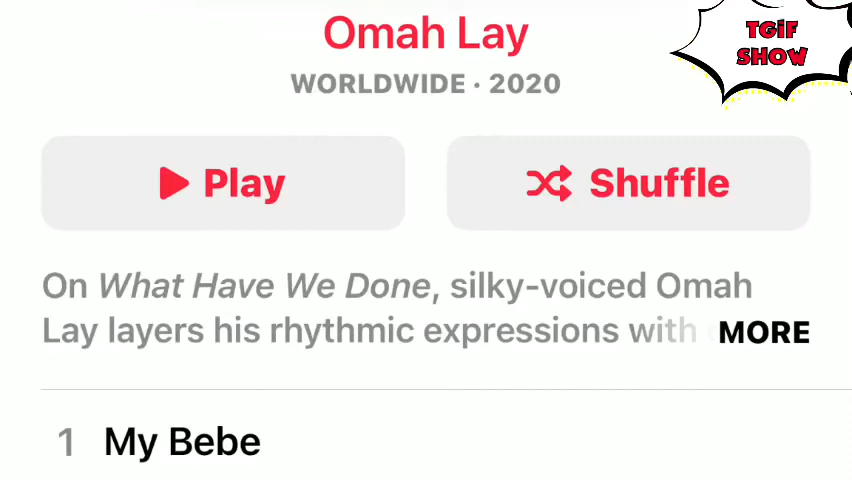 Omah Lay
TGiF
SHOW
WORLDWIDE · 2020
Play
Shuffle
On What Have We Done, silky-voiced Omah
Lay layers his rhythmic expressions with MORE
1 My Bebe